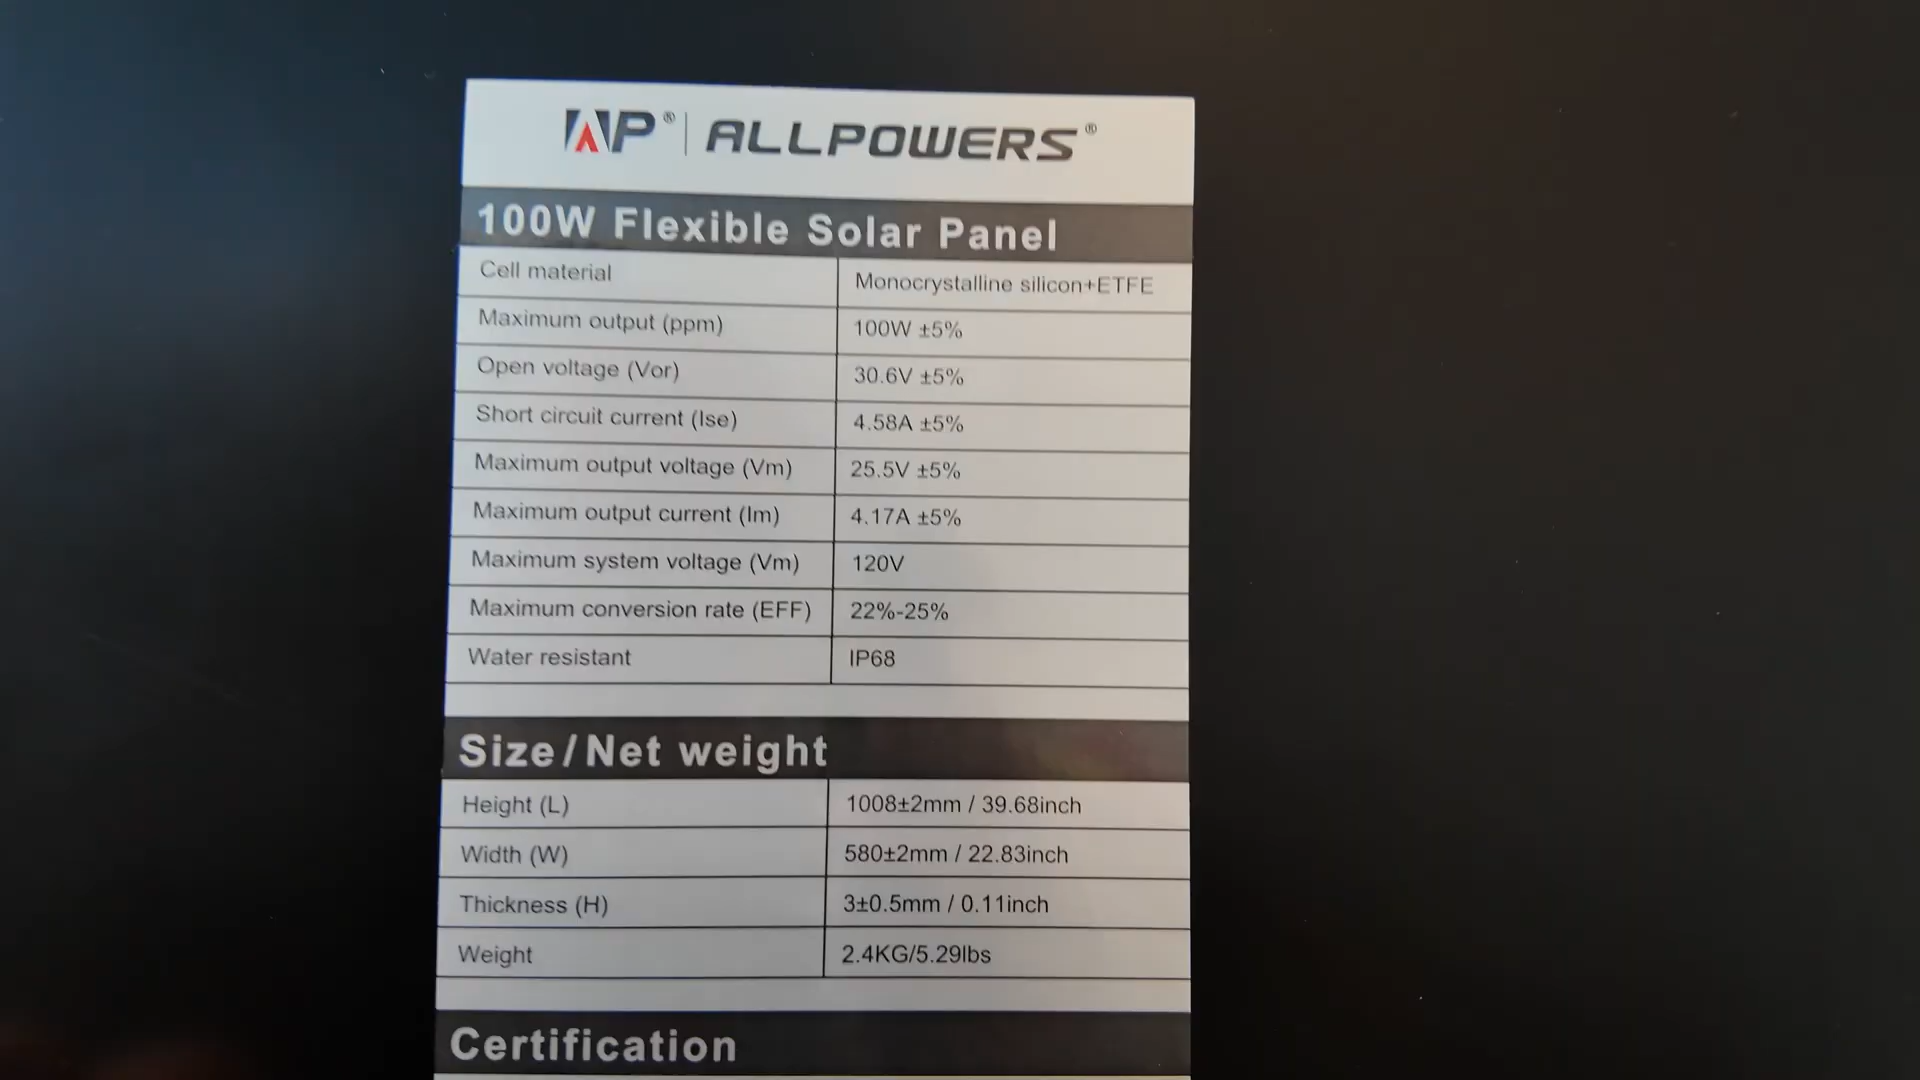 AP® | ALLPOWERS®
100W Flexible Solar Panel
Cell material Monocrystalline silicon+ETFE
Maximum output (ppm) 100W ±5%
Open voltage (Vor) 30.6V ±5%
Short circuit current (Ise) 4.58A ±5%
Maximum output voltage (Vm) 25.5V ±5%
Maximum output current (Im) 4.17A ±5%
Maximum system voltage (Vm) 120V
Maximum conversion rate (EFF) 22%-25%
Water resistant IP68
Size/Net weight
Height (L) 1008±2mm / 39.68inch
Width (W) 580±2mm / 22.83inch
Thickness (H) 3±0.5mm / 0.11inch
Weight 2.4KG/5.29lbs
Certification